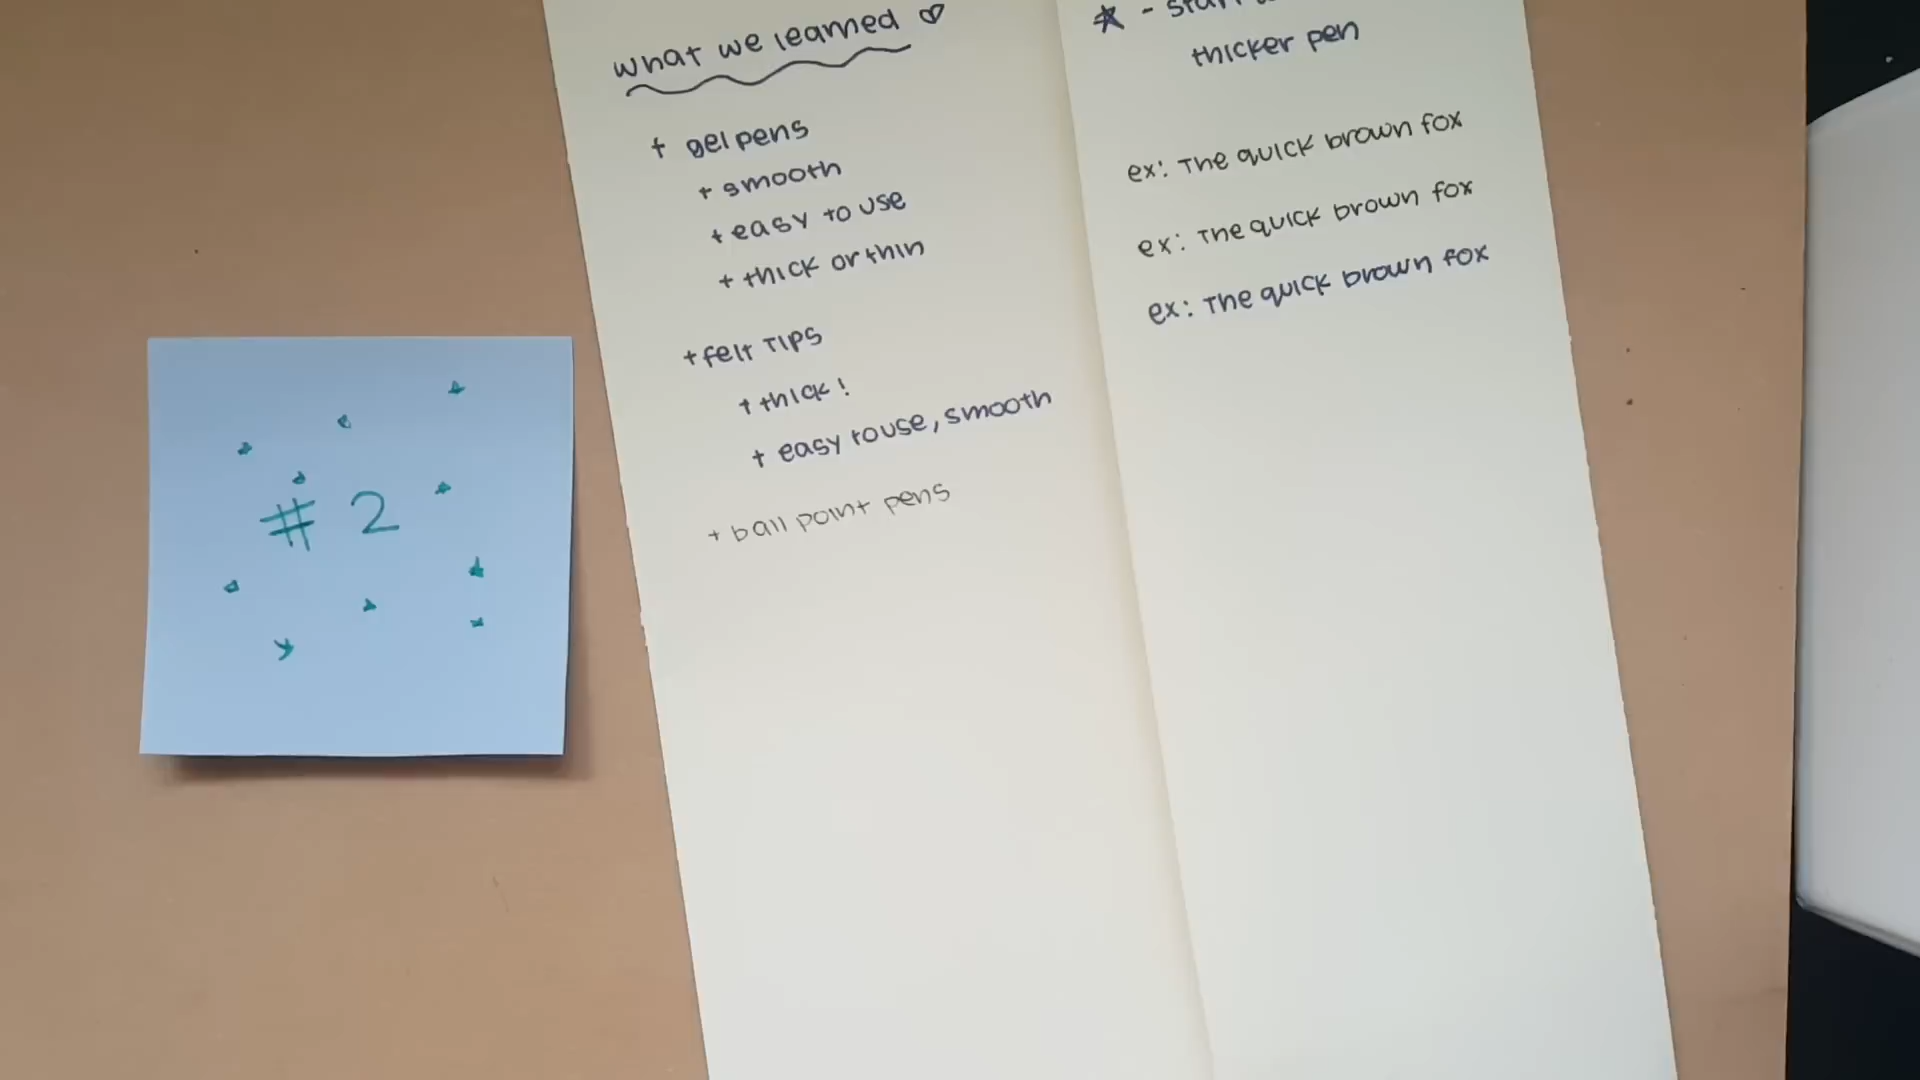 # 2
what we learned ♡
+ gel pens
+ smooth
+ easy to use
+ thick or thin
+ felt TIPS
+ thick!
+ easy to use, smooth
+ ball point pens
☆ -
thicker pen
ex: The quick brown fox
ex: The quick brown fox
ex: The quick brown fox